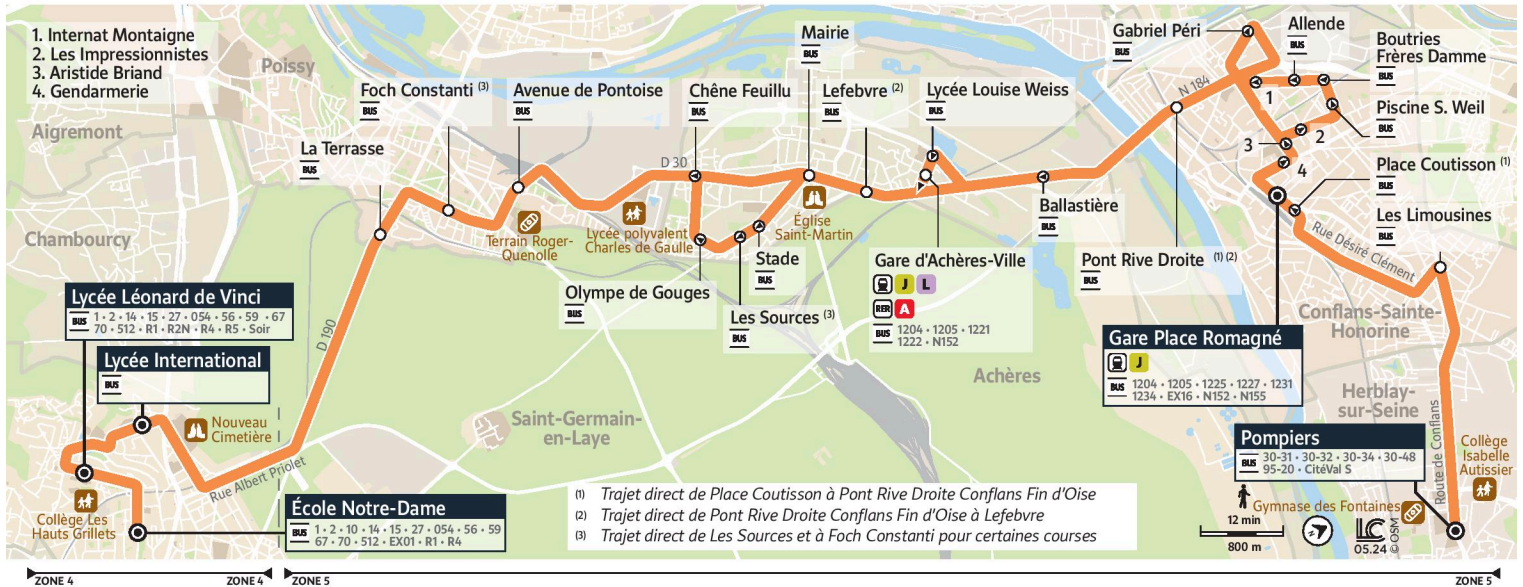 1. Internat Montaigne
2. Les Impressionnistes
3. Aristide Briand
4. Gendarmerie
Poissy
Aigremont
Chambourcy
Foch Constanti (3)
BUS
Avenue de Pontoise
BUS
La Terrasse
BUS
Chêne Feuillu
BUS
Mairie
BUS
Lefebvre (2)
BUS
Lycée Louise Weiss
BUS
Gabriel Péri
BUS
Allende
BUS
Boutries
Frères Damme
BUS
Piscine S. Weil
BUS
Place Coutisson (1)
BUS
Les Limousines
BUS
N 184
1
2
3
4
D 30
D 190
Terrain Roger-
Quenolle
Lycée polyvalent
Charles de Gaulle
Église
Saint-Martin
Olympe de Gouges
BUS
Les Sources (3)
BUS
Stade
BUS
Gare d'Achères-Ville
J L
RER A
BUS 1204 • 1205 • 1221
1222 • N152
Ballastière
BUS
Pont Rive Droite (1) (2)
BUS
Rue Désiré Clément
Conflans-Sainte-
Honorine
Gare Place Romagné
J
BUS 1204 • 1205 • 1225 • 1227 • 1231
1234 • EX16 • N152 • N155
Achères
Herblay-
sur-Seine
Route de Conflans
Saint-Germain-
en-Laye
Lycée Léonard de Vinci
BUS 1 • 2 • 14 • 15 • 27 • 054 • 56 • 59 • 67
70 • 512 • R1 • R2N • R4 • R5 • Soir
Lycée International
BUS
Nouveau
Cimetière
Rue Albert Priolet
Collège Les
Hauts Grillets
École Notre-Dame
BUS 1 • 2 • 10 • 14 • 15 • 27 • 054 • 56 • 59
67 • 70 • 512 • EX01 • R1 • R4
Pompiers
BUS 30-31 • 30-32 • 30-34 • 30-48
95-20 • CitéVal S
Collège
Isabelle
Autissier
Gymnase des Fontaines
(1) Trajet direct de Place Coutisson à Pont Rive Droite Conflans Fin d'Oise
(2) Trajet direct de Pont Rive Droite Conflans Fin d'Oise à Lefebvre
(3) Trajet direct de Les Sources et à Foch Constanti pour certaines courses
12 min
800 m
LC
05.24
© OSM
ZONE 4 ZONE 4 ZONE 5 ZONE 5